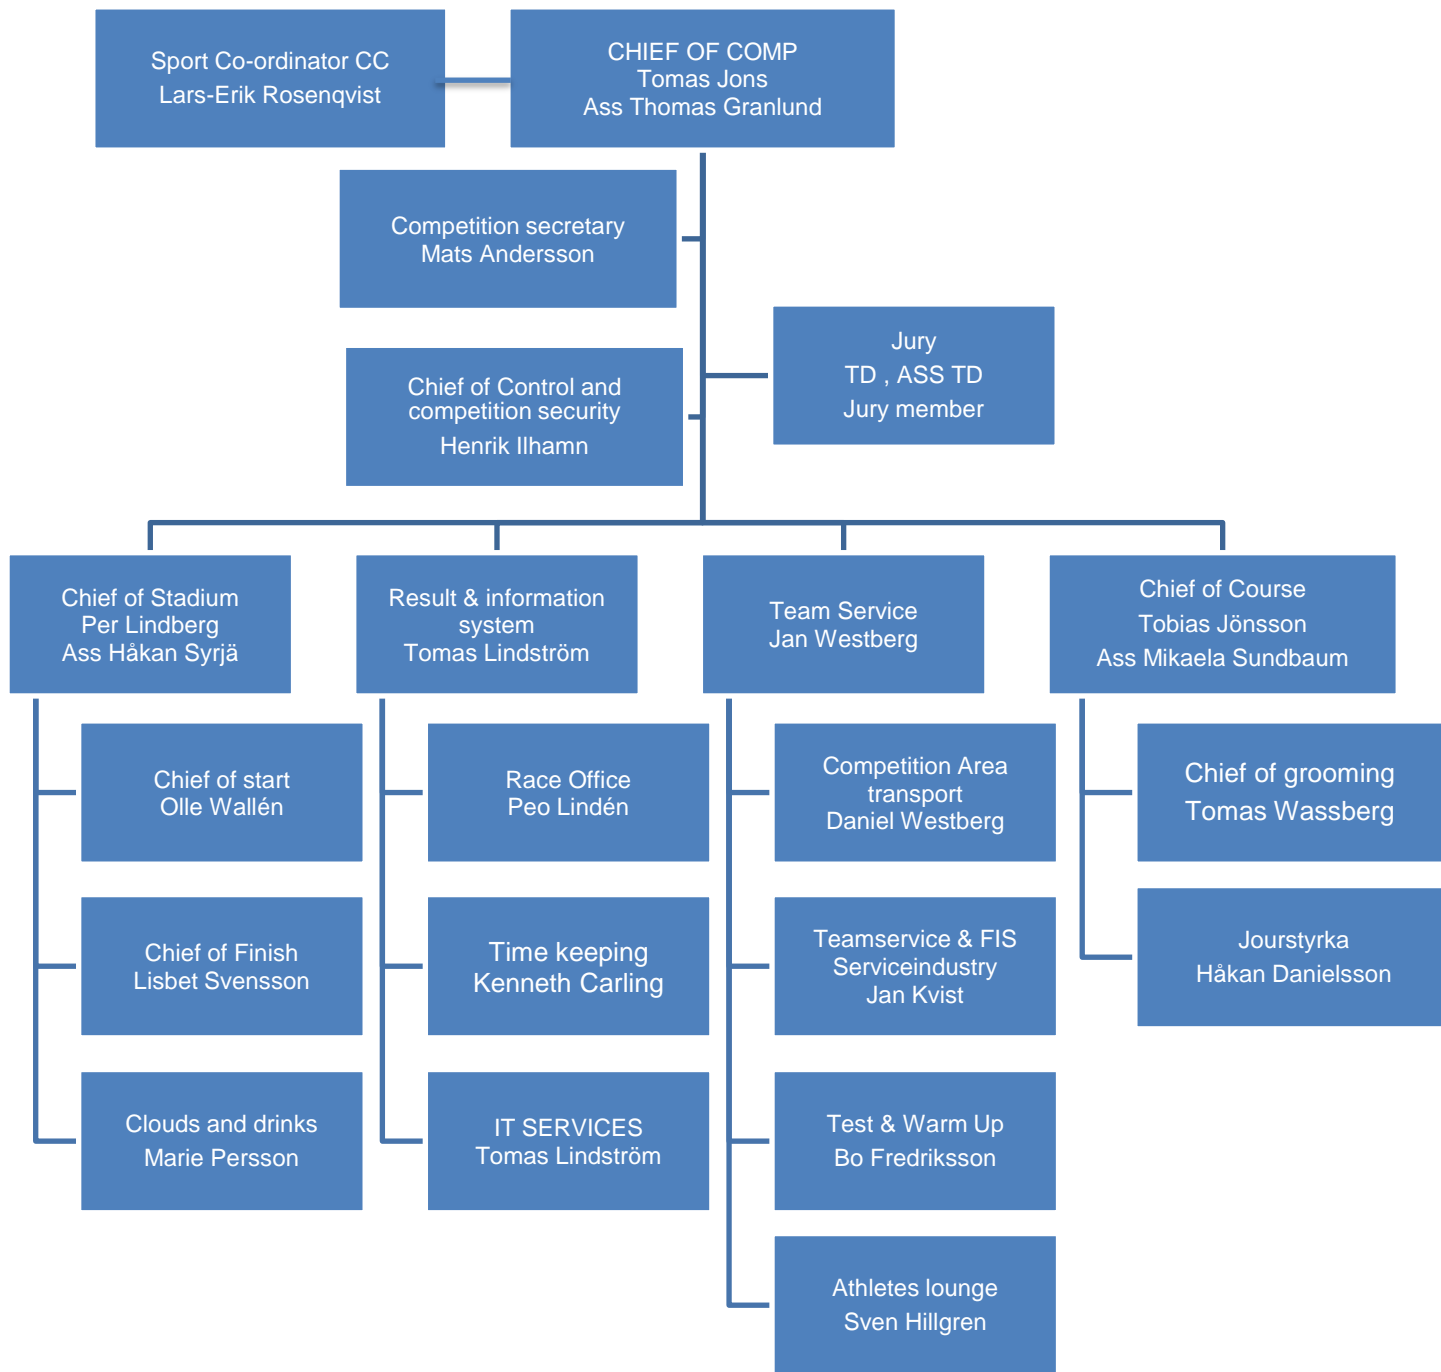 Sport Co-ordinator CC
Lars-Erik Rosenqvist
CHIEF OF COMP
Tomas Jons
Ass Thomas Granlund
Competition secretary
Mats Andersson
Jury
TD , ASS TD
Jury member
Chief of Control and
competition security
Henrik Ilhamn
Chief of Stadium
Per Lindberg
Ass Håkan Syrjä
Result & information
system
Tomas Lindström
Team Service
Jan Westberg
Chief of Course
Tobias Jönsson
Ass Mikaela Sundbaum
Chief of start
Olle Wallén
Race Office
Peo Lindén
Competition Area
transport
Daniel Westberg
Chief of grooming
Tomas Wassberg
Chief of Finish
Lisbet Svensson
Time keeping
Kenneth Carling
Teamservice & FIS
Serviceindustry
Jan Kvist
Jourstyrka
Håkan Danielsson
Clouds and drinks
Marie Persson
IT SERVICES
Tomas Lindström
Test & Warm Up
Bo Fredriksson
Athletes lounge
Sven Hillgren